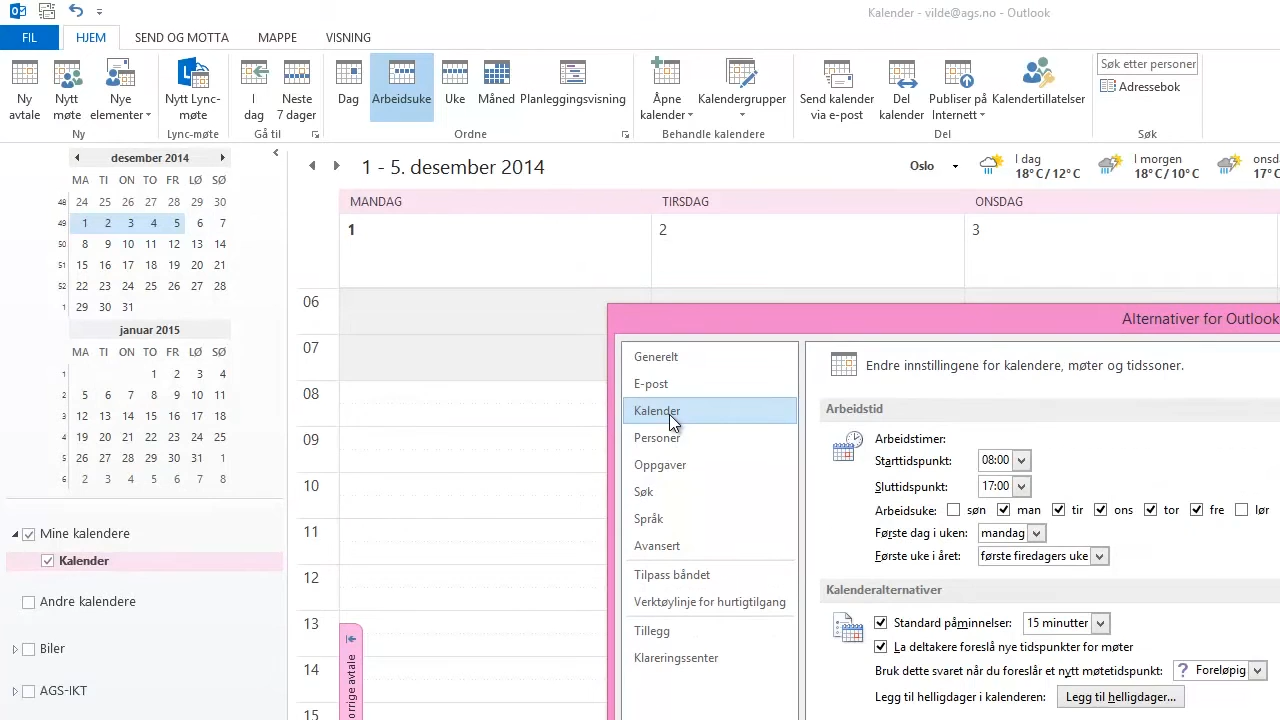 Kalender - vilde@ags.no - Outlook
FIL HJEM SEND OG MOTTA MAPPE VISNING
Ny avtale
Nytt møte
Nye elementer
Ny
Nytt Lync-møte
Lync-møte
I dag
Neste 7 dager
Gå til
Dag
Arbeidsuke
Uke
Måned
Planleggingsvisning
Ordne
Åpne kalender
Kalendergrupper
Behandle kalendere
Send kalender via e-post
Del kalender
Publiser på Internett
Kalendertillatelser
Del
Søk etter personer
Adressebok
Søk
desember 2014
MA TI ON TO FR LØ SØ
48 24 25 26 27 28 29 30
49 1 2 3 4 5 6 7
50 8 9 10 11 12 13 14
51 15 16 17 18 19 20 21
52 22 23 24 25 26 27 28
1 29 30 31
januar 2015
MA TI ON TO FR LØ SØ
1 1 2 3 4
2 5 6 7 8 9 10 11
3 12 13 14 15 16 17 18
4 19 20 21 22 23 24 25
5 26 27 28 29 30 31 1
6 2 3 4 5 6 7 8
Mine kalendere
Kalender
Andre kalendere
Biler
AGS-IKT
1 - 5. desember 2014
Oslo
I dag
18°C / 12°C
I morgen
18°C / 10°C
17°C
MANDAG TIRSDAG ONSDAG
1 2 3
06
07
08
09
10
11
12
13
14
15
Alternativer for Outlook
Generelt
E-post
Kalender
Personer
Oppgaver
Søk
Språk
Avansert
Tilpass båndet
Verktøylinje for hurtigtilgang
Tillegg
Klareringssenter
Endre innstillingene for kalendere, møter og tidssoner.
Arbeidstid
Arbeidstimer:
Starttidspunkt: 08:00
Sluttidspunkt: 17:00
Arbeidsuke: søn man tir ons tor fre lør
Første dag i uken: mandag
Første uke i året: første firedagers uke
Kalenderalternativer
Standard påminnelser: 15 minutter
La deltakere foreslå nye tidspunkter for møter
Bruk dette svaret når du foreslår et nytt møtetidspunkt: ? Foreløpig
Legg til helligdager i kalenderen: Legg til helligdager...